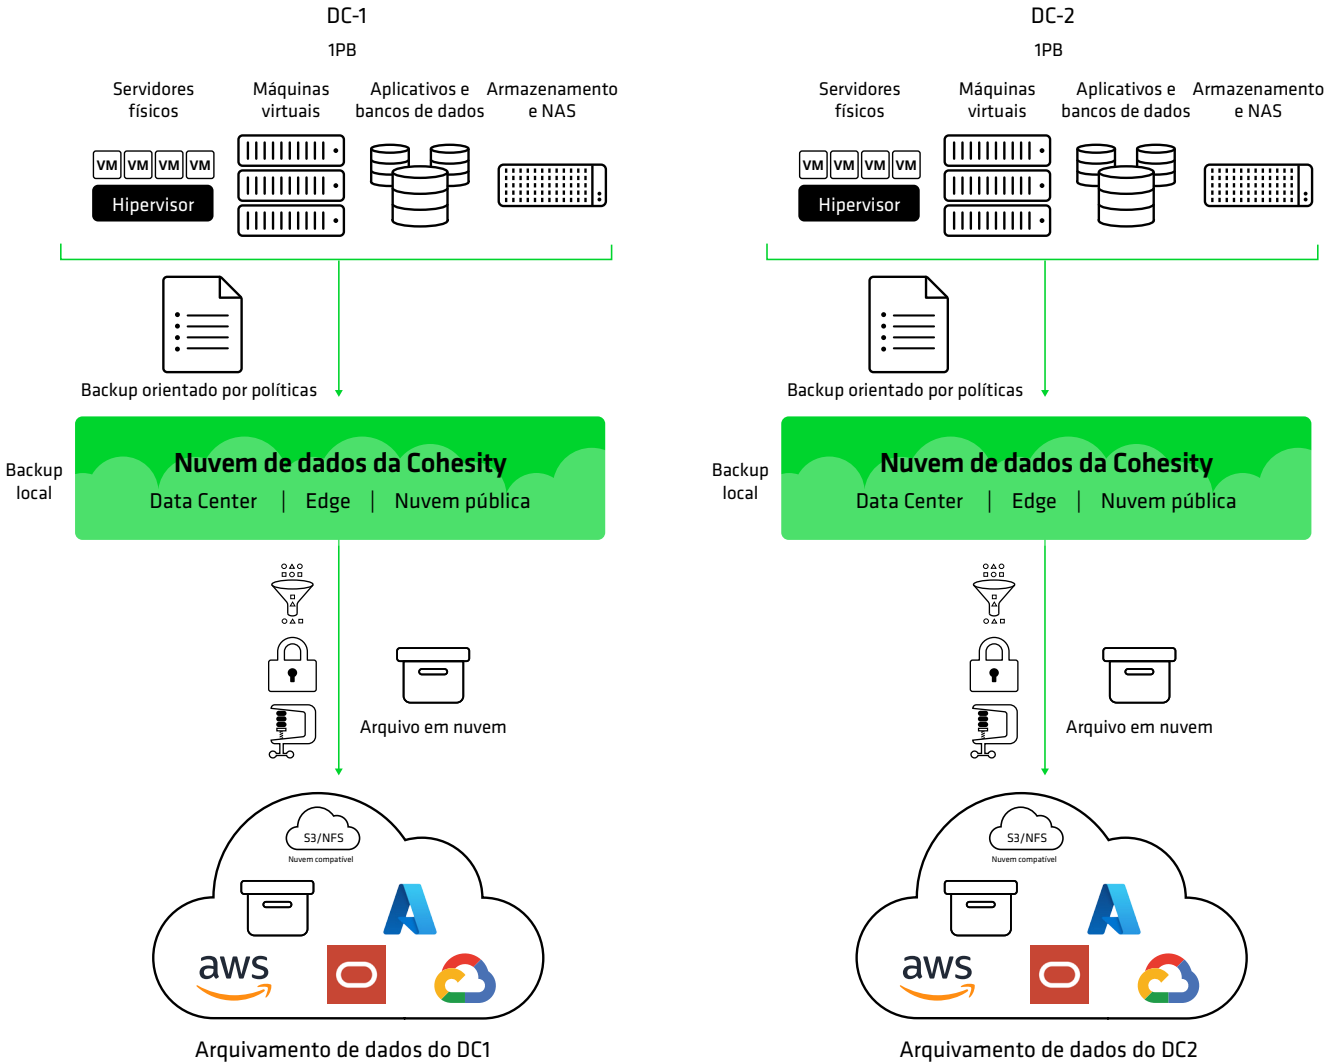 DC-1
1PB
Servidores
físicos
Máquinas
virtuais
Aplicativos e
bancos de dados
Armazenamento
e NAS
VM VM VM VM
Hipervisor
Backup orientado por políticas
Backup
local
Nuvem de dados da Cohesity
Data Center | Edge | Nuvem pública
Arquivo em nuvem
S3/NFS
Nuvem compatível
aws
Arquivamento de dados do DC1
DC-2
1PB
Servidores
físicos
Máquinas
virtuais
Aplicativos e
bancos de dados
Armazenamento
e NAS
VM VM VM VM
Hipervisor
Backup orientado por políticas
Backup
local
Nuvem de dados da Cohesity
Data Center | Edge | Nuvem pública
Arquivo em nuvem
S3/NFS
Nuvem compatível
aws
Arquivamento de dados do DC2